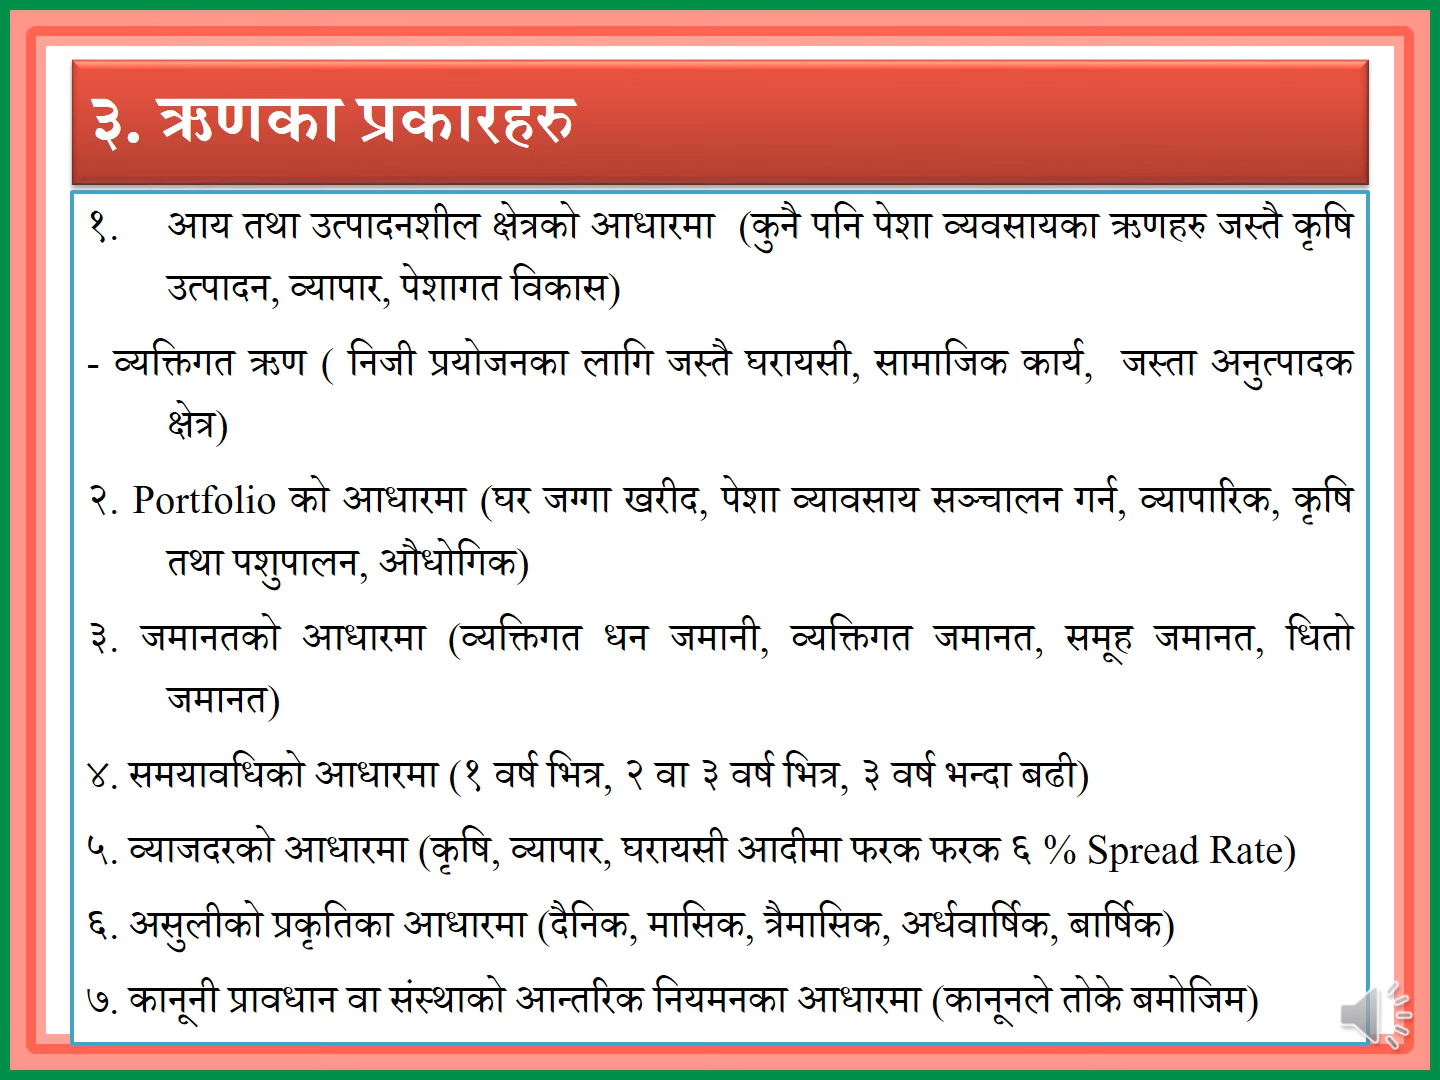 ३. ऋणका प्रकारहरु
१. आय तथा उत्पादनशील क्षेत्रको आधारमा (कुनै पनि पेशा व्यवसायका ऋणहरु जस्तै कृषि
उत्पादन, व्यापार, पेशागत विकास)
- व्यक्तिगत ऋण ( निजी प्रयोजनका लागि जस्तै घरायसी, सामाजिक कार्य, जस्ता अनुत्पादक
क्षेत्र)
२. Portfolio को आधारमा (घर जग्गा खरीद, पेशा व्यावसाय सञ्चालन गर्न, व्यापारिक, कृषि
तथा पशुपालन, औधोगिक)
३. जमानतको आधारमा (व्यक्तिगत धन जमानी, व्यक्तिगत जमानत, समूह जमानत, धितो
जमानत)
४. समयावधिको आधारमा (१ वर्ष भित्र, २ वा ३ वर्ष भित्र, ३ वर्ष भन्दा बढी)
५. व्याजदरको आधारमा (कृषि, व्यापार, घरायसी आदीमा फरक फरक ६ % Spread Rate)
६. असुलीको प्रकृतिका आधारमा (दैनिक, मासिक, त्रैमासिक, अर्धवार्षिक, बार्षिक)
७. कानूनी प्रावधान वा संस्थाको आन्तरिक नियमनका आधारमा (कानूनले तोके बमोजिम)